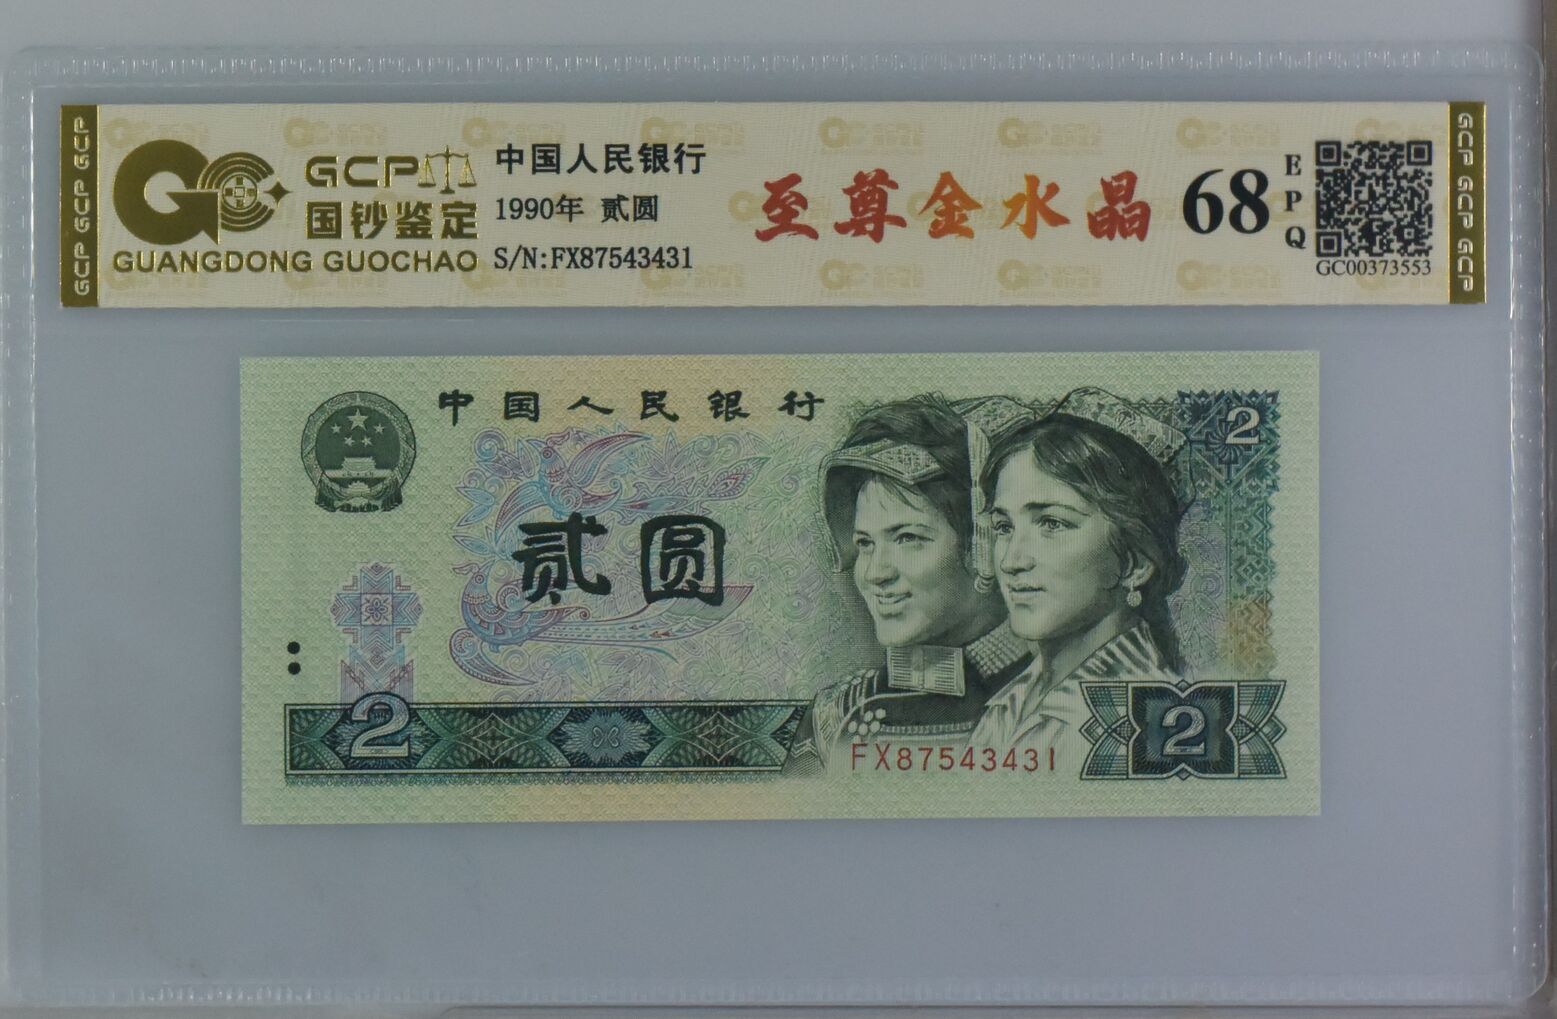 GCP GCP GCP
GCP
国钞鉴定
GUANGDONG GUOCHAO
中国人民银行
1990年 贰圆
S/N:FX87543431
至尊金水晶
68
E
P
Q
GC00373553
GCP GCP GCP
中国人民银行
2
贰圆
2
FX87543431
2